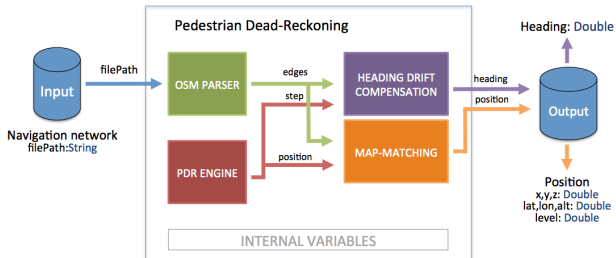 Pedestrian Dead-Reckoning
Heading: Double
filePath
Input
OSM PARSER
edges
step
HEADING DRIFT
COMPENSATION
heading
position
Output
Navigation network
filePath:String
PDR ENGINE
position
MAP-MATCHING
Position
x,y,z: Double
lat,lon,alt: Double
level: Double
INTERNAL VARIABLES